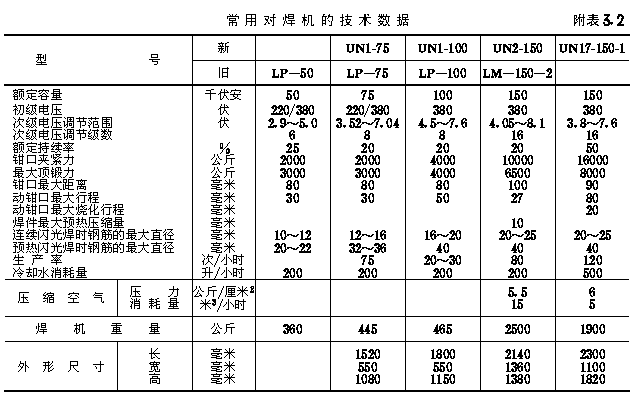 常用对焊机的技术数据 附表3.2
型号 新 UN1-75 UN1-100 UN2-150 UN17-150-1
旧 LP—50 LP—75 LP—100 LM—150—2
额定容量 千伏安 50 75 100 150 150
初级电压 伏 220/380 220/380 380 380 380
次级电压调节范围 伏 2.9~5.0 3.52~7.04 4.5~7.6 4.05~8.1 3.8~7.6
次级电压调节级数 6 8 8 16 16
额定持续率 % 25 20 20 20 50
钳口夹紧力 公斤 2000 2000 4000 10000 16000
最大顶锻力 公斤 3000 3000 4000 6500 8000
钳口最大距离 毫米 80 80 80 100 90
动钳口最大行程 毫米 30 30 50 27 80
动钳口最大烧化行程 毫米 20
焊件最大预热压缩量 毫米 10
连续闪光焊时钢筋的最大直径 毫米 10~12 12~16 16~20 20~25 20~25
预热闪光焊时钢筋的最大直径 毫米 20~22 32~36 40 40 40
生产率 次/小时 75 20~30 80 120
冷却水消耗量 升/小时 200 200 200 200 500
压缩空气 压力 公斤/厘米² 5.5 6
消耗量 米³/小时 15 5
焊机重量 公斤 360 445 465 2500 1900
外形尺寸 长 毫米 1520 1800 2140 2300
宽 毫米 550 550 1360 1100
高 毫米 1080 1150 1380 1820